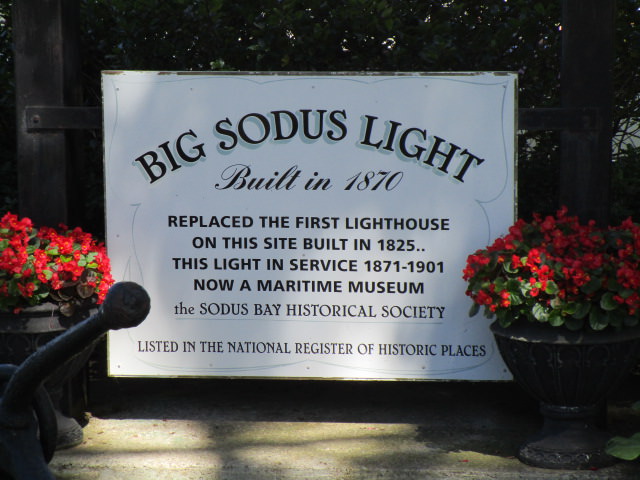 BIG SODUS LIGHT
Built in 1870
REPLACED THE FIRST LIGHTHOUSE
ON THIS SITE BUILT IN 1825..
THIS LIGHT IN SERVICE 1871-1901
NOW A MARITIME MUSEUM
the SODUS BAY HISTORICAL SOCIETY
LISTED IN THE NATIONAL REGISTER OF HISTORIC PLACES